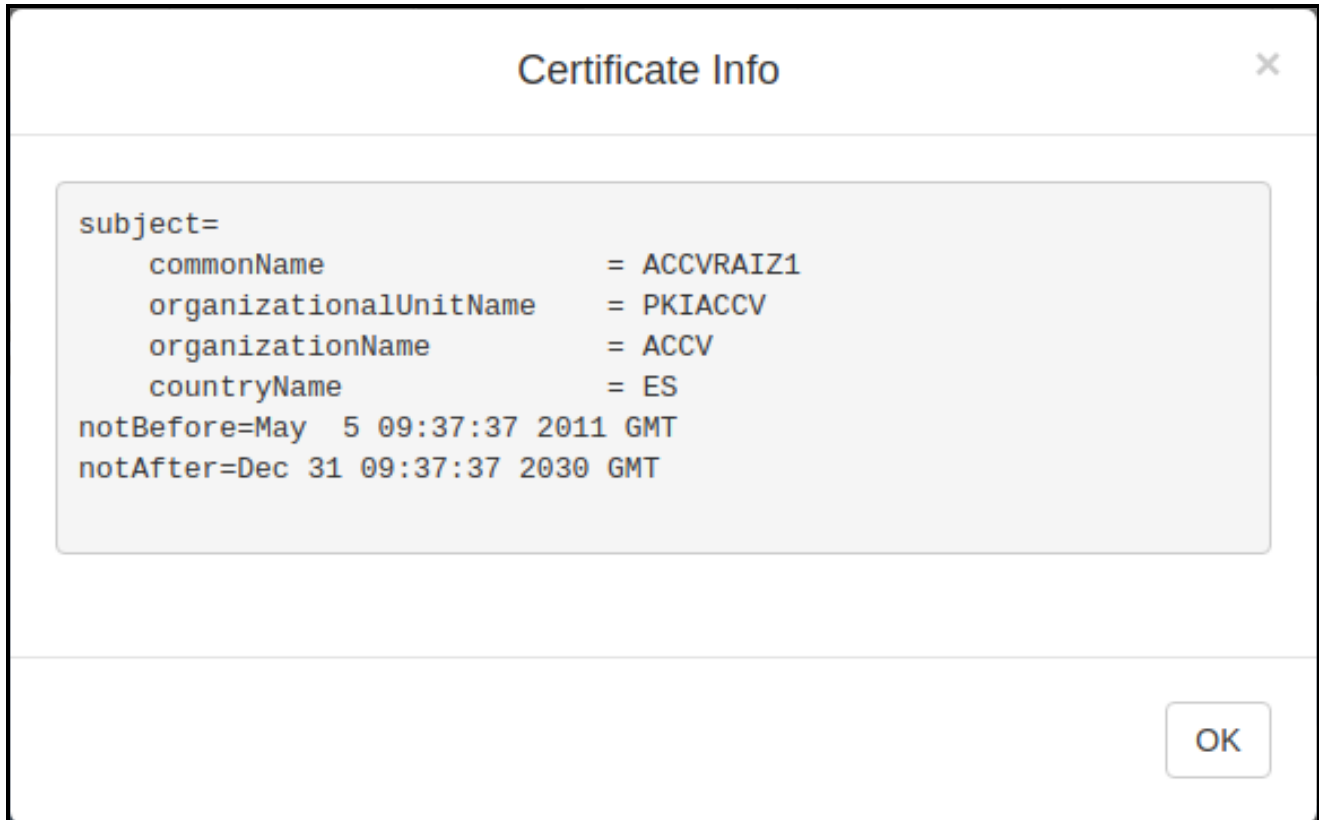 Certificate Info
×
subject=
    commonName                = ACCVRAIZ1
    organizationalUnitName    = PKIACCV
    organizationName          = ACCV
    countryName               = ES
notBefore=May  5 09:37:37 2011 GMT
notAfter=Dec 31 09:37:37 2030 GMT
OK